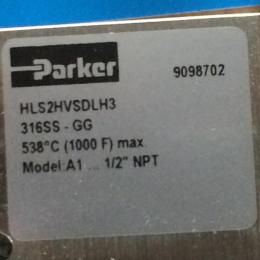 Parker
9098702
HLS2HVSDLH3
316SS - GG
538°C (1000 F) max.
Model: A1 ... 1/2" NPT